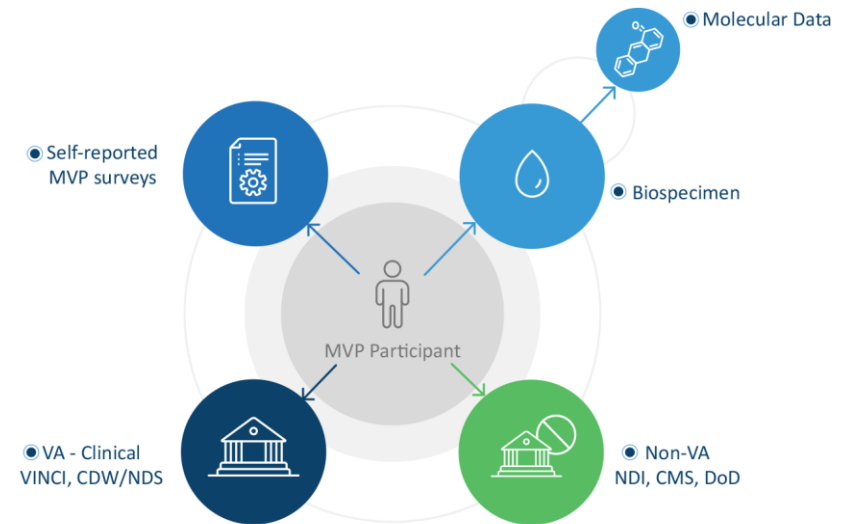 Molecular Data
Self-reported
MVP surveys
Biospecimen
MVP Participant
VA - Clinical
VINCI, CDW/NDS
Non-VA
NDI, CMS, DoD